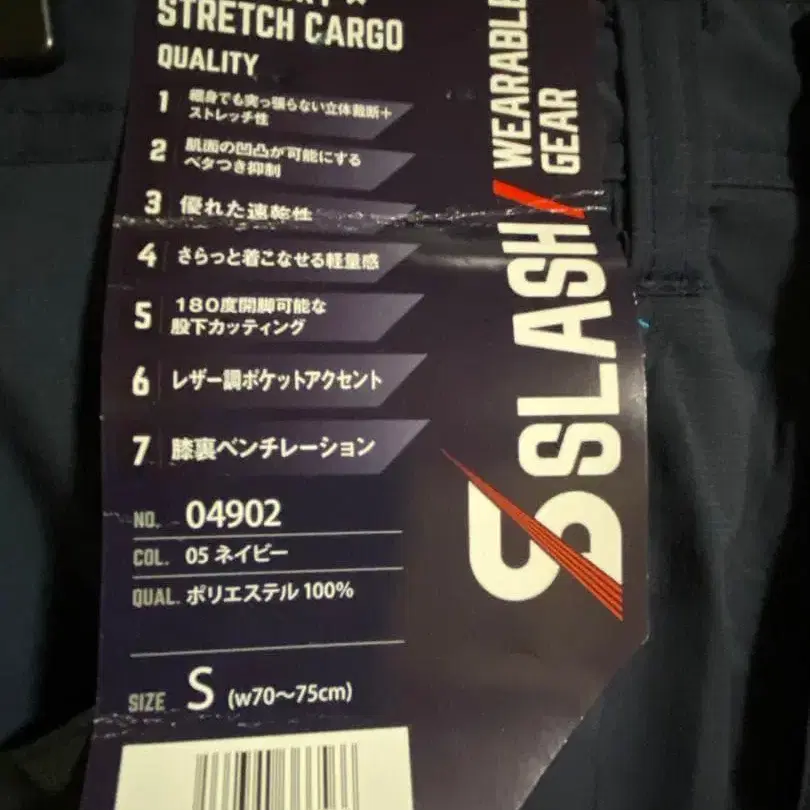 STRETCH CARGO
QUALITY
1 細身でも突っ張らない立体裁断+
ストレッチ性
2 肌面の凹凸が可能にする
ベタつき抑制
3 優れた速乾性
4 さらっと着こなせる軽量感
5 180度開脚可能な
股下カッティング
6 レザー調ポケットアクセント
7 膝裏ベンチレーション
NO. 04902
COL. 05 ネイビー
QUAL. ポリエステル 100%
SIZE S (w70～75cm)
SLASH/ WEARABLE
GEAR